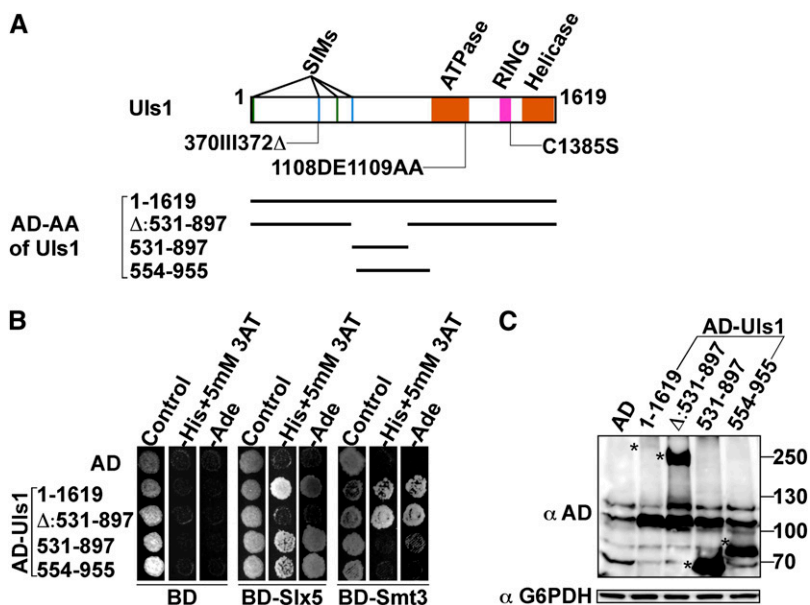 A
SIMs
ATPase
RING
Helicase
1
1619
Uls1
370III372Δ
C1385S
1108DE1109AA
AD-AA
of Uls1
1-1619
Δ:531-897
531-897
554-955
B
Control
-His+5mM 3AT
-Ade
Control
-His+5mM 3AT
-Ade
Control
-His+5mM 3AT
-Ade
AD
AD-Uls1
1-1619
Δ:531-897
531-897
554-955
BD
BD-Slx5
BD-Smt3
C
AD-Uls1
AD
1-1619
Δ:531-897
531-897
554-955
*
*
*
*
250
130
100
70
α AD
α G6PDH